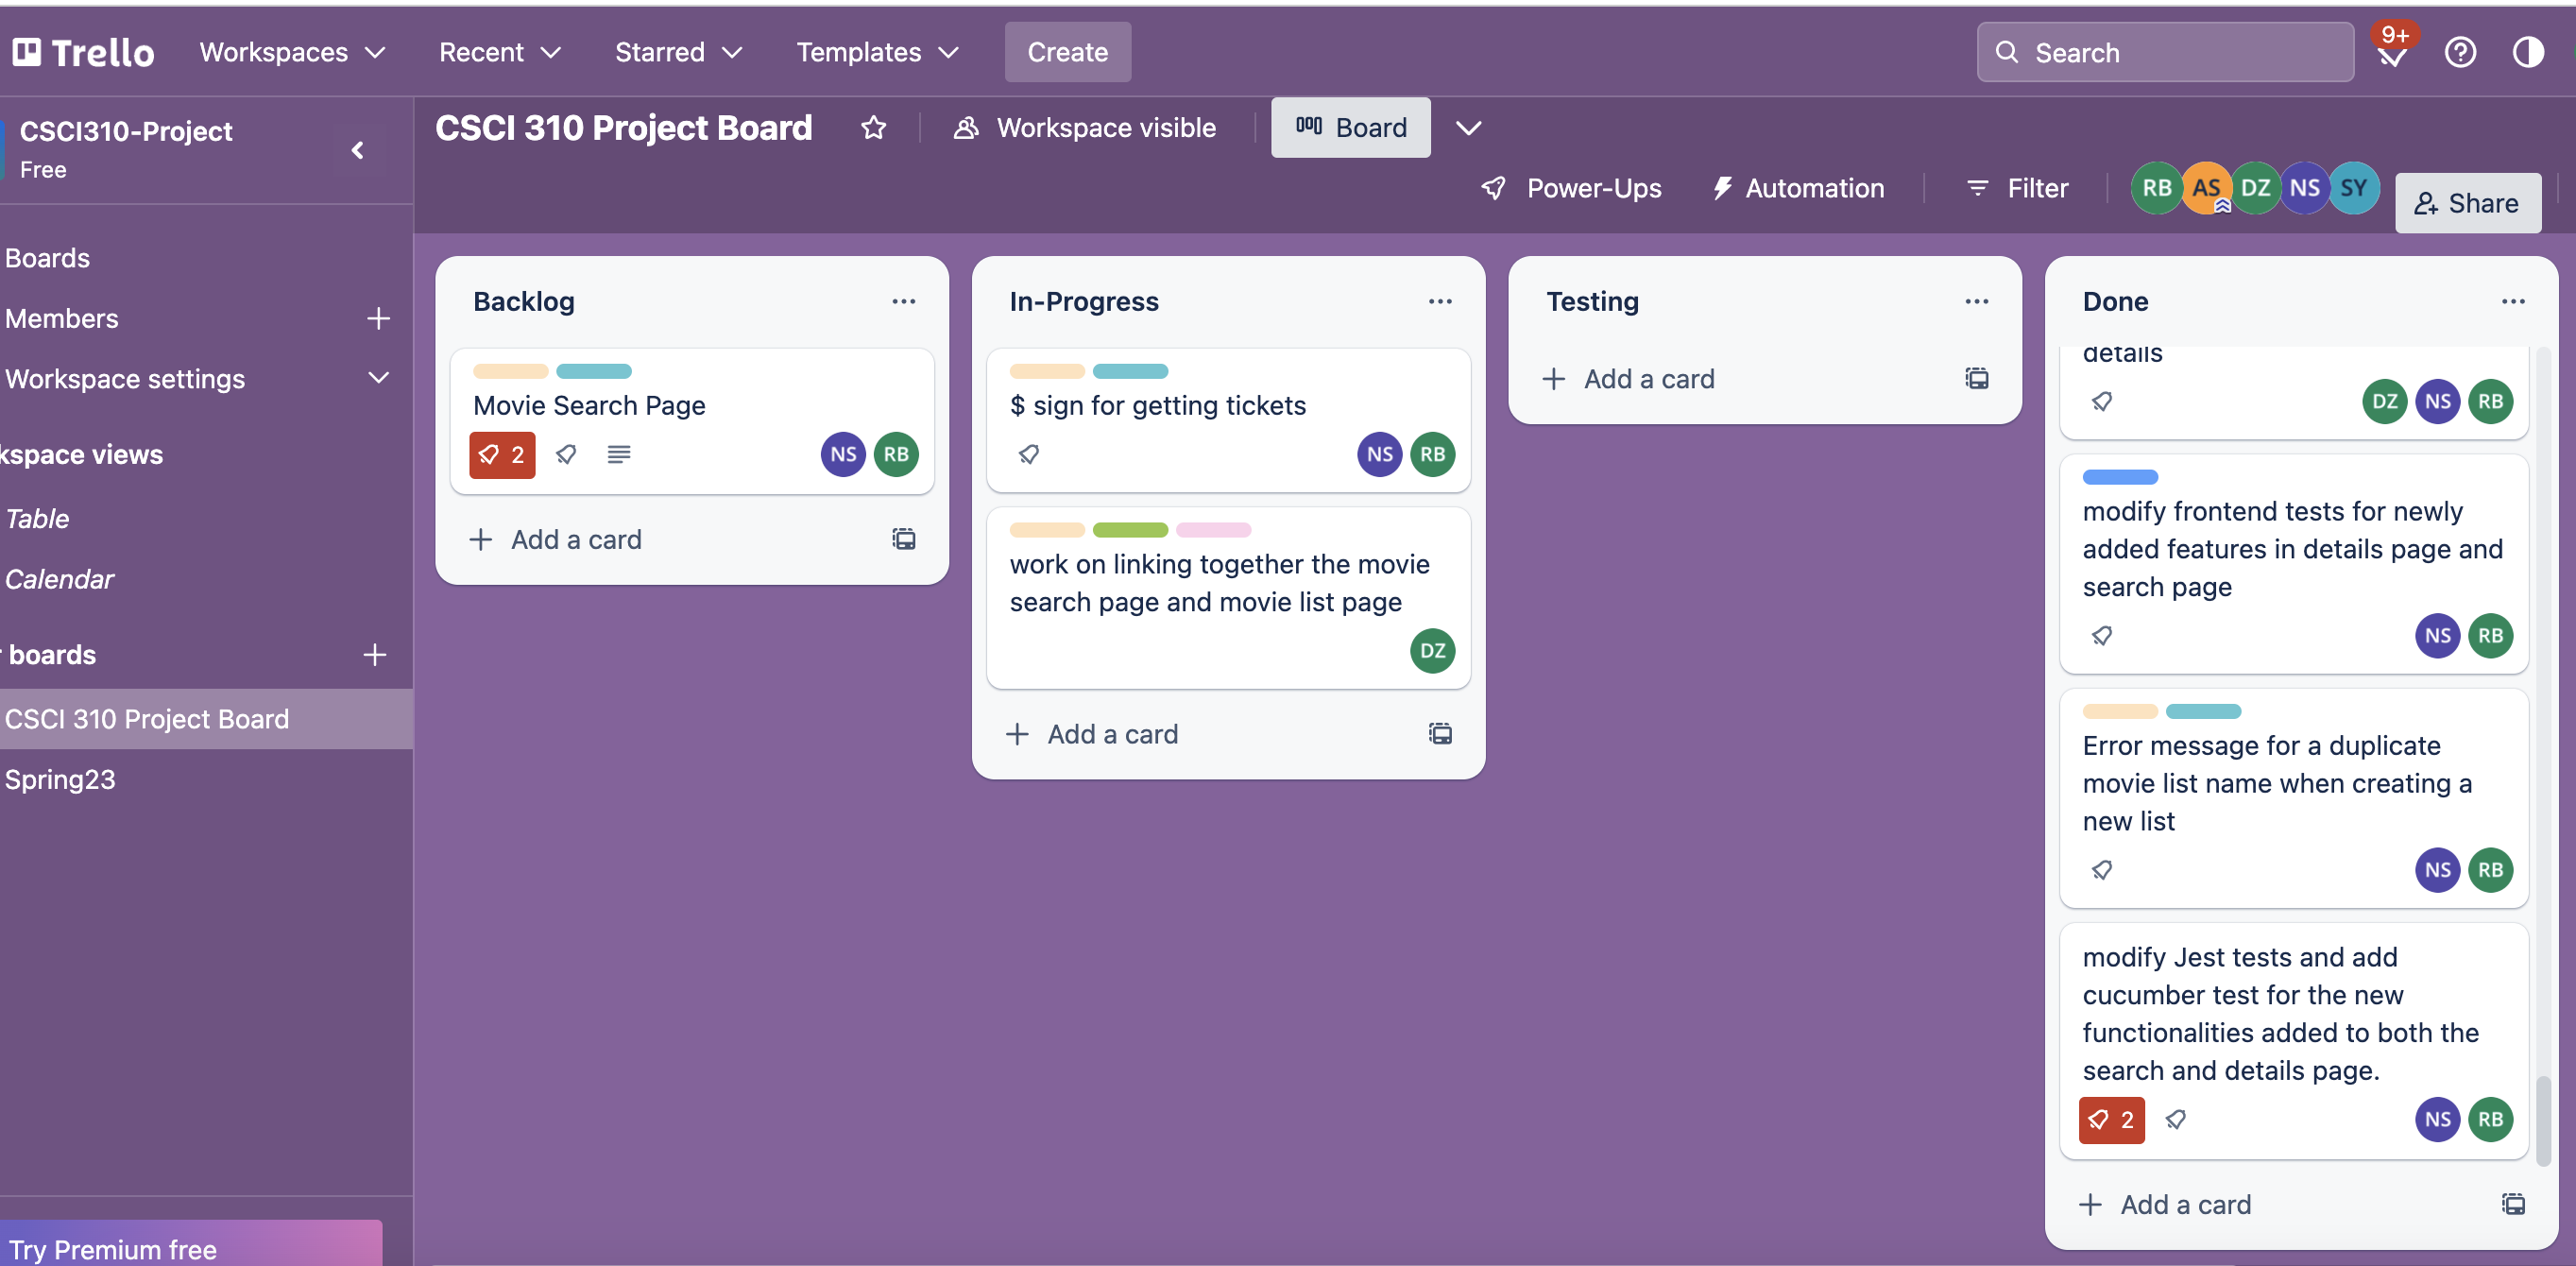 Trello Workspaces Recent Starred Templates Create Search 9+
CSCI310-Project
Free
CSCI 310 Project Board Workspace visible Board
Power-Ups Automation Filter RB AS DZ NS SY Share
Boards
Members
Workspace settings
kspace views
Table
Calendar
r boards
CSCI 310 Project Board
Spring23
Try Premium free
Backlog
Movie Search Page
2 NS RB
Add a card
In-Progress
$ sign for getting tickets
NS RB
work on linking together the movie
search page and movie list page
DZ
Add a card
Testing
Add a card
Done
details
DZ NS RB
modify frontend tests for newly
added features in details page and
search page
NS RB
Error message for a duplicate
movie list name when creating a
new list
NS RB
modify Jest tests and add
cucumber test for the new
functionalities added to both the
search and details page.
2 NS RB
Add a card